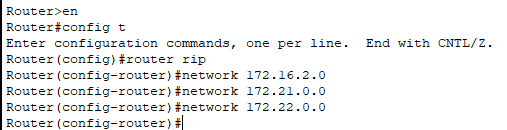 Router>en
Router#config t
Enter configuration commands, one per line.  End with CNTL/Z.
Router(config)#router rip
Router(config-router)#network 172.16.2.0
Router(config-router)#network 172.21.0.0
Router(config-router)#network 172.22.0.0
Router(config-router)#